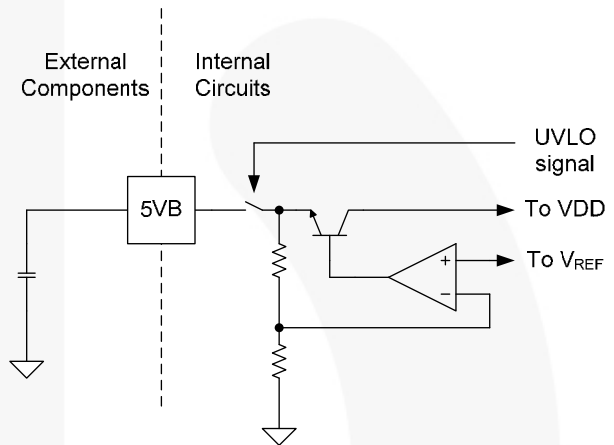 External
Components
Internal
Circuits
UVLO
signal
5VB
To VDD
To VREF
+
−